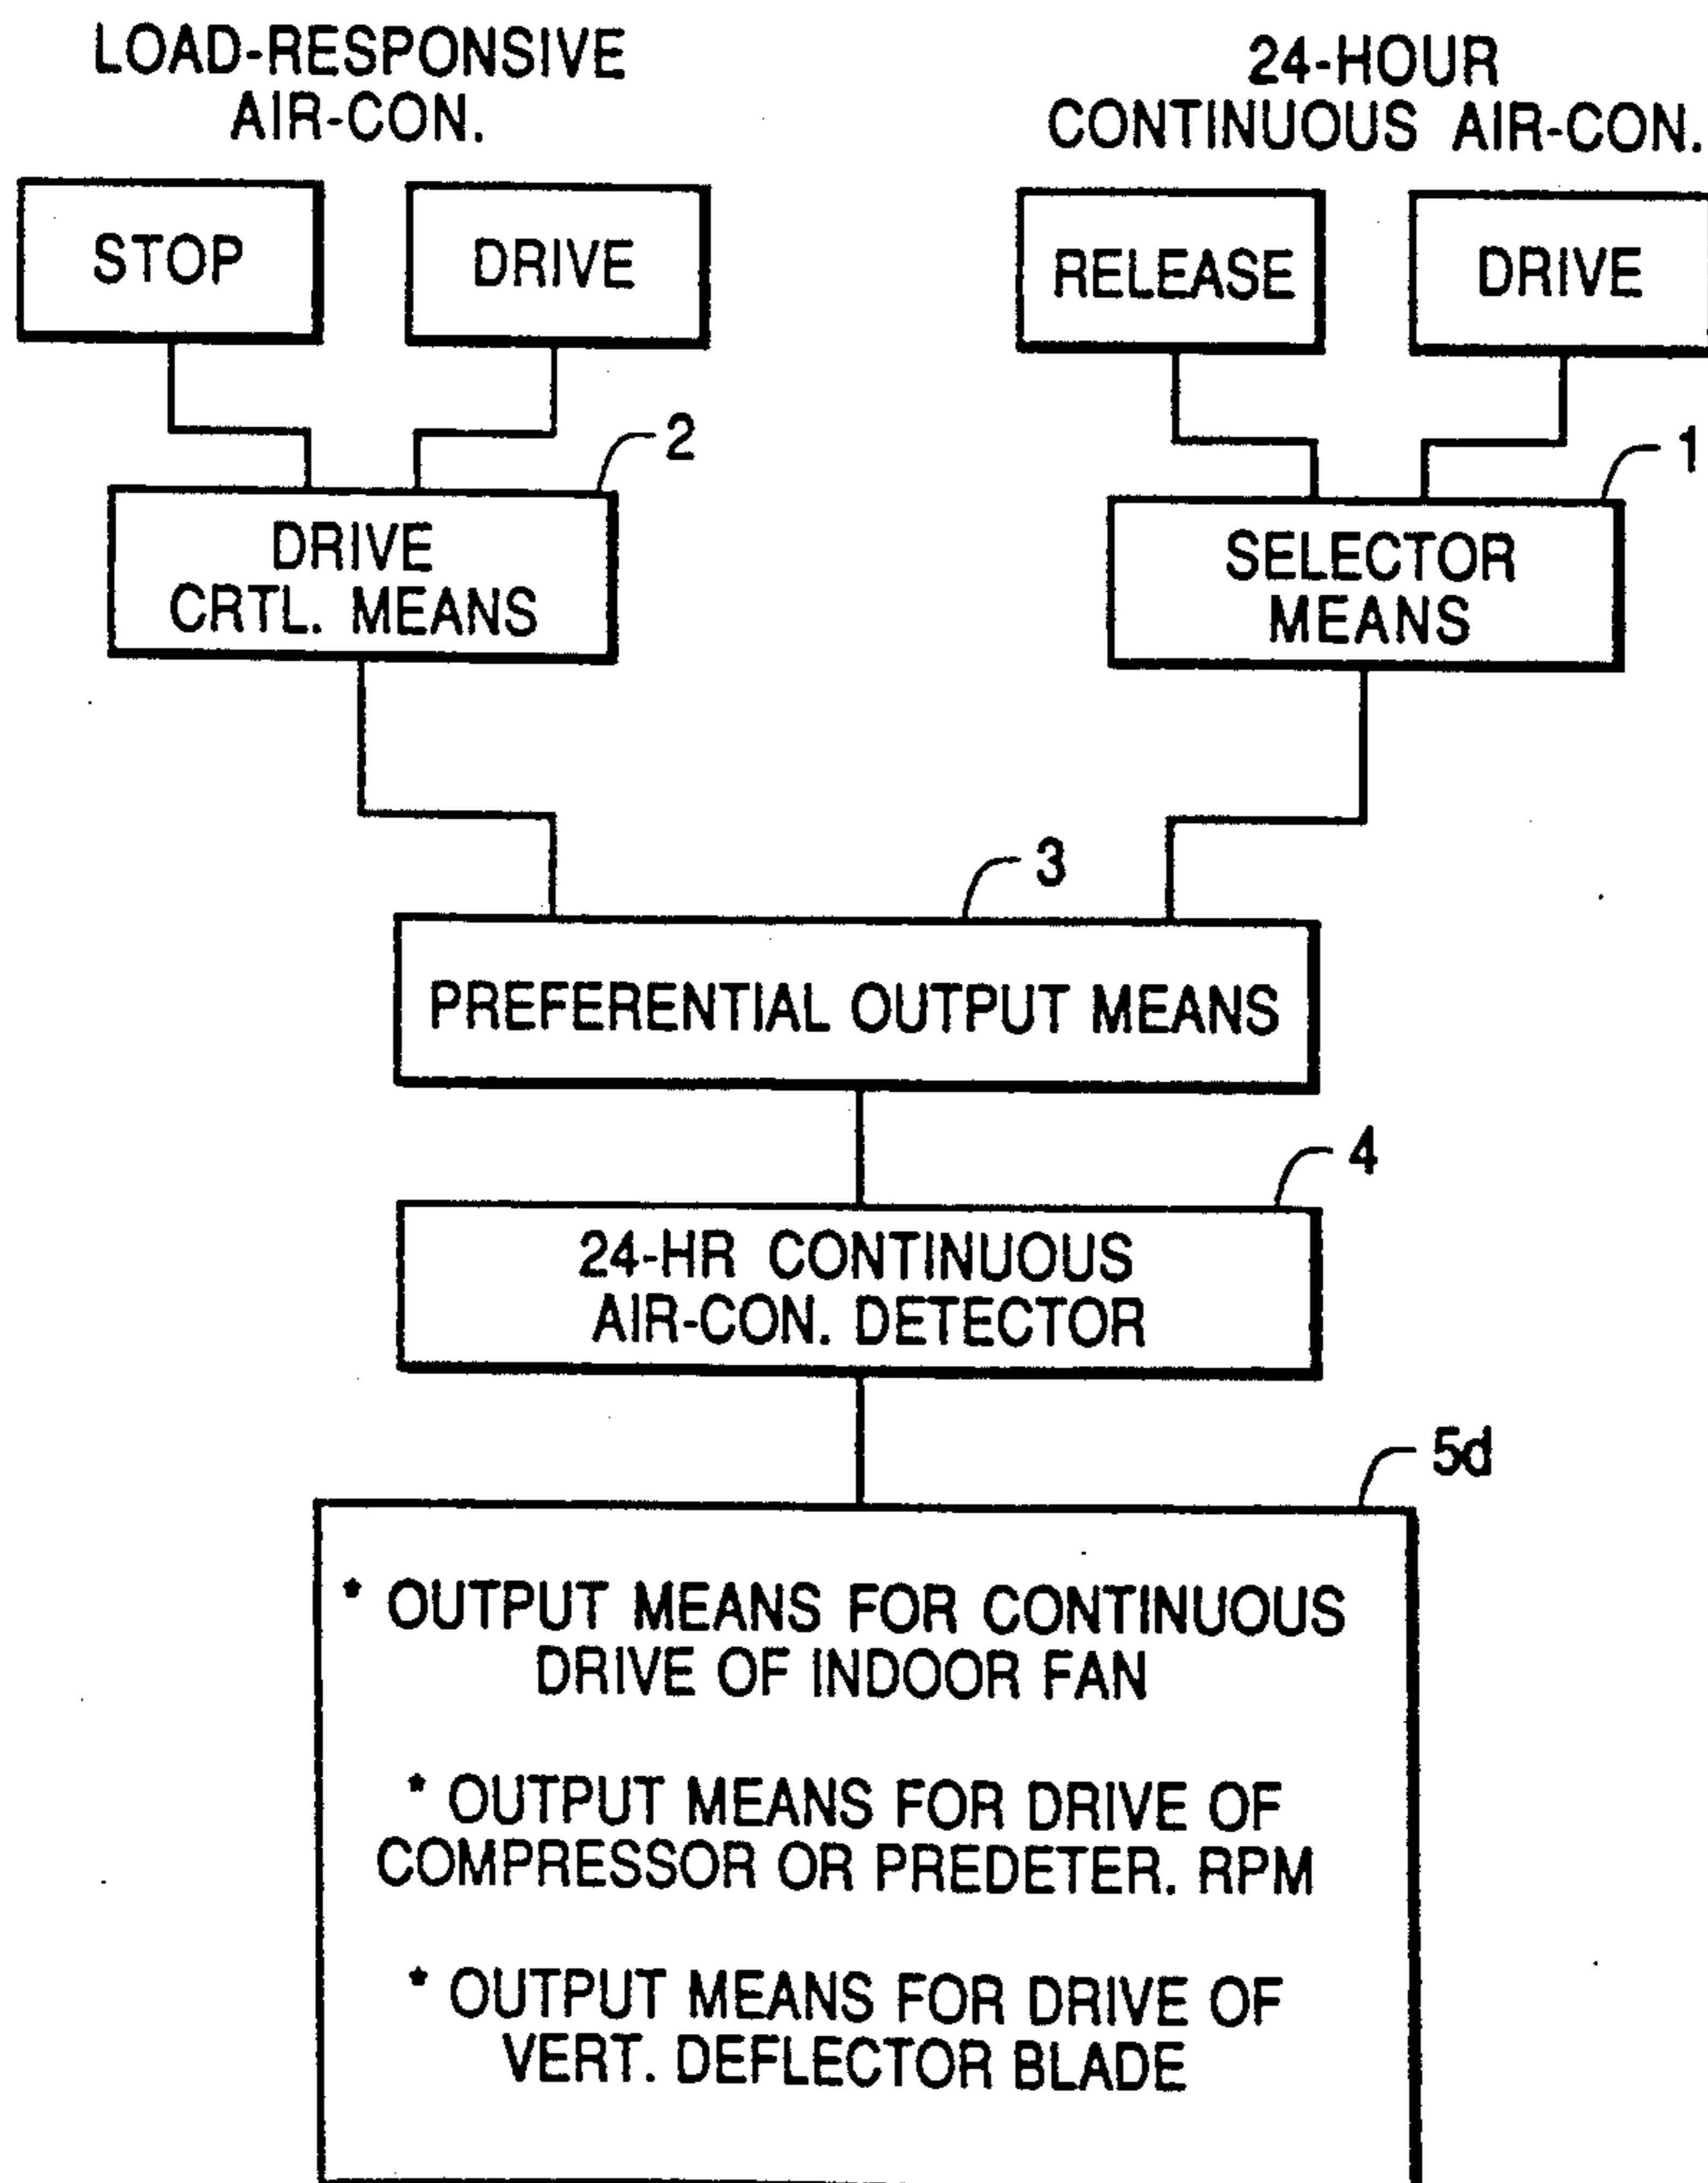 LOAD-RESPONSIVE
AIR-CON.
24-HOUR
CONTINUOUS AIR-CON.
STOP
DRIVE
RELEASE
DRIVE
2
1
DRIVE
CRTL. MEANS
SELECTOR
MEANS
3
PREFERENTIAL OUTPUT MEANS
4
24-HR CONTINUOUS
AIR-CON. DETECTOR
5d
* OUTPUT MEANS FOR CONTINUOUS
DRIVE OF INDOOR FAN
* OUTPUT MEANS FOR DRIVE OF
COMPRESSOR OR PREDETER. RPM
* OUTPUT MEANS FOR DRIVE OF
VERT. DEFLECTOR BLADE